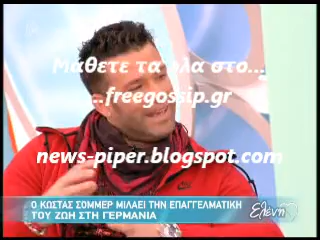 Μάθετε τα όλα στο...
...freegossip.gr
news-piper.blogspot.com
Ο ΚΩΣΤΑΣ ΣΟΜΜΕΡ ΜΙΛΑΕΙ ΤΗΝ ΕΠΑΓΓΕΛΜΑΤΙΚΗ
ΤΟΥ ΖΩΗ ΣΤΗ ΓΕΡΜΑΝΙΑ
Ελένη